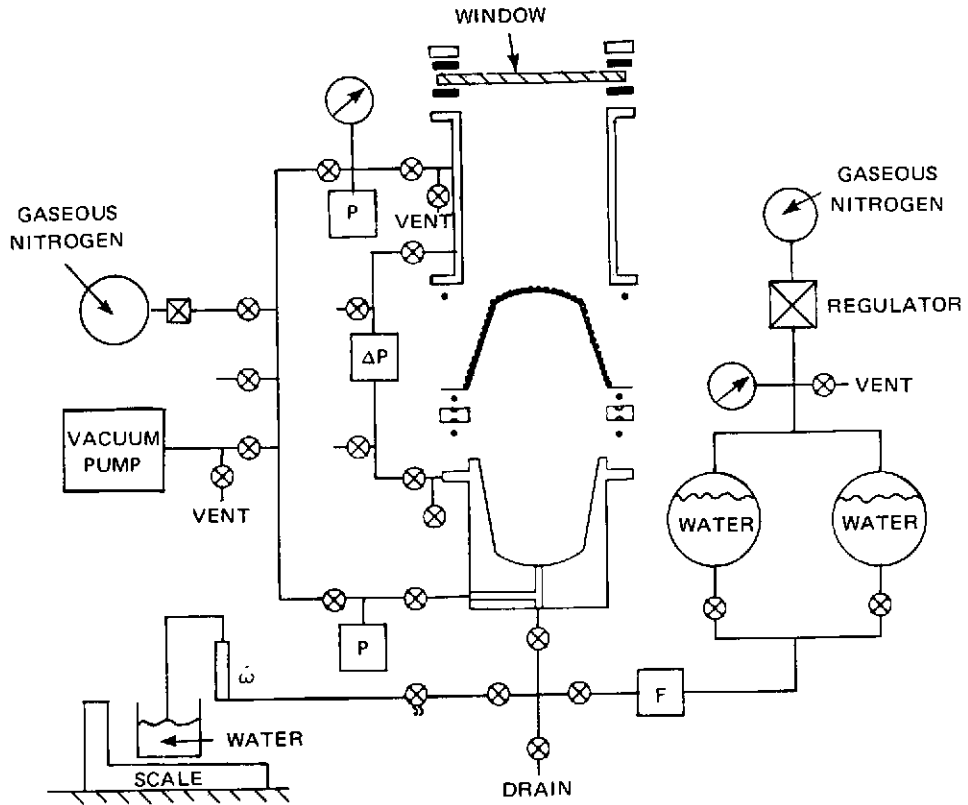 WINDOW
GASEOUS
NITROGEN
P
VENT
GASEOUS
NITROGEN
REGULATOR
ΔP
VENT
VACUUM
PUMP
VENT
WATER
WATER
P
ω̇
F
WATER
SCALE
DRAIN